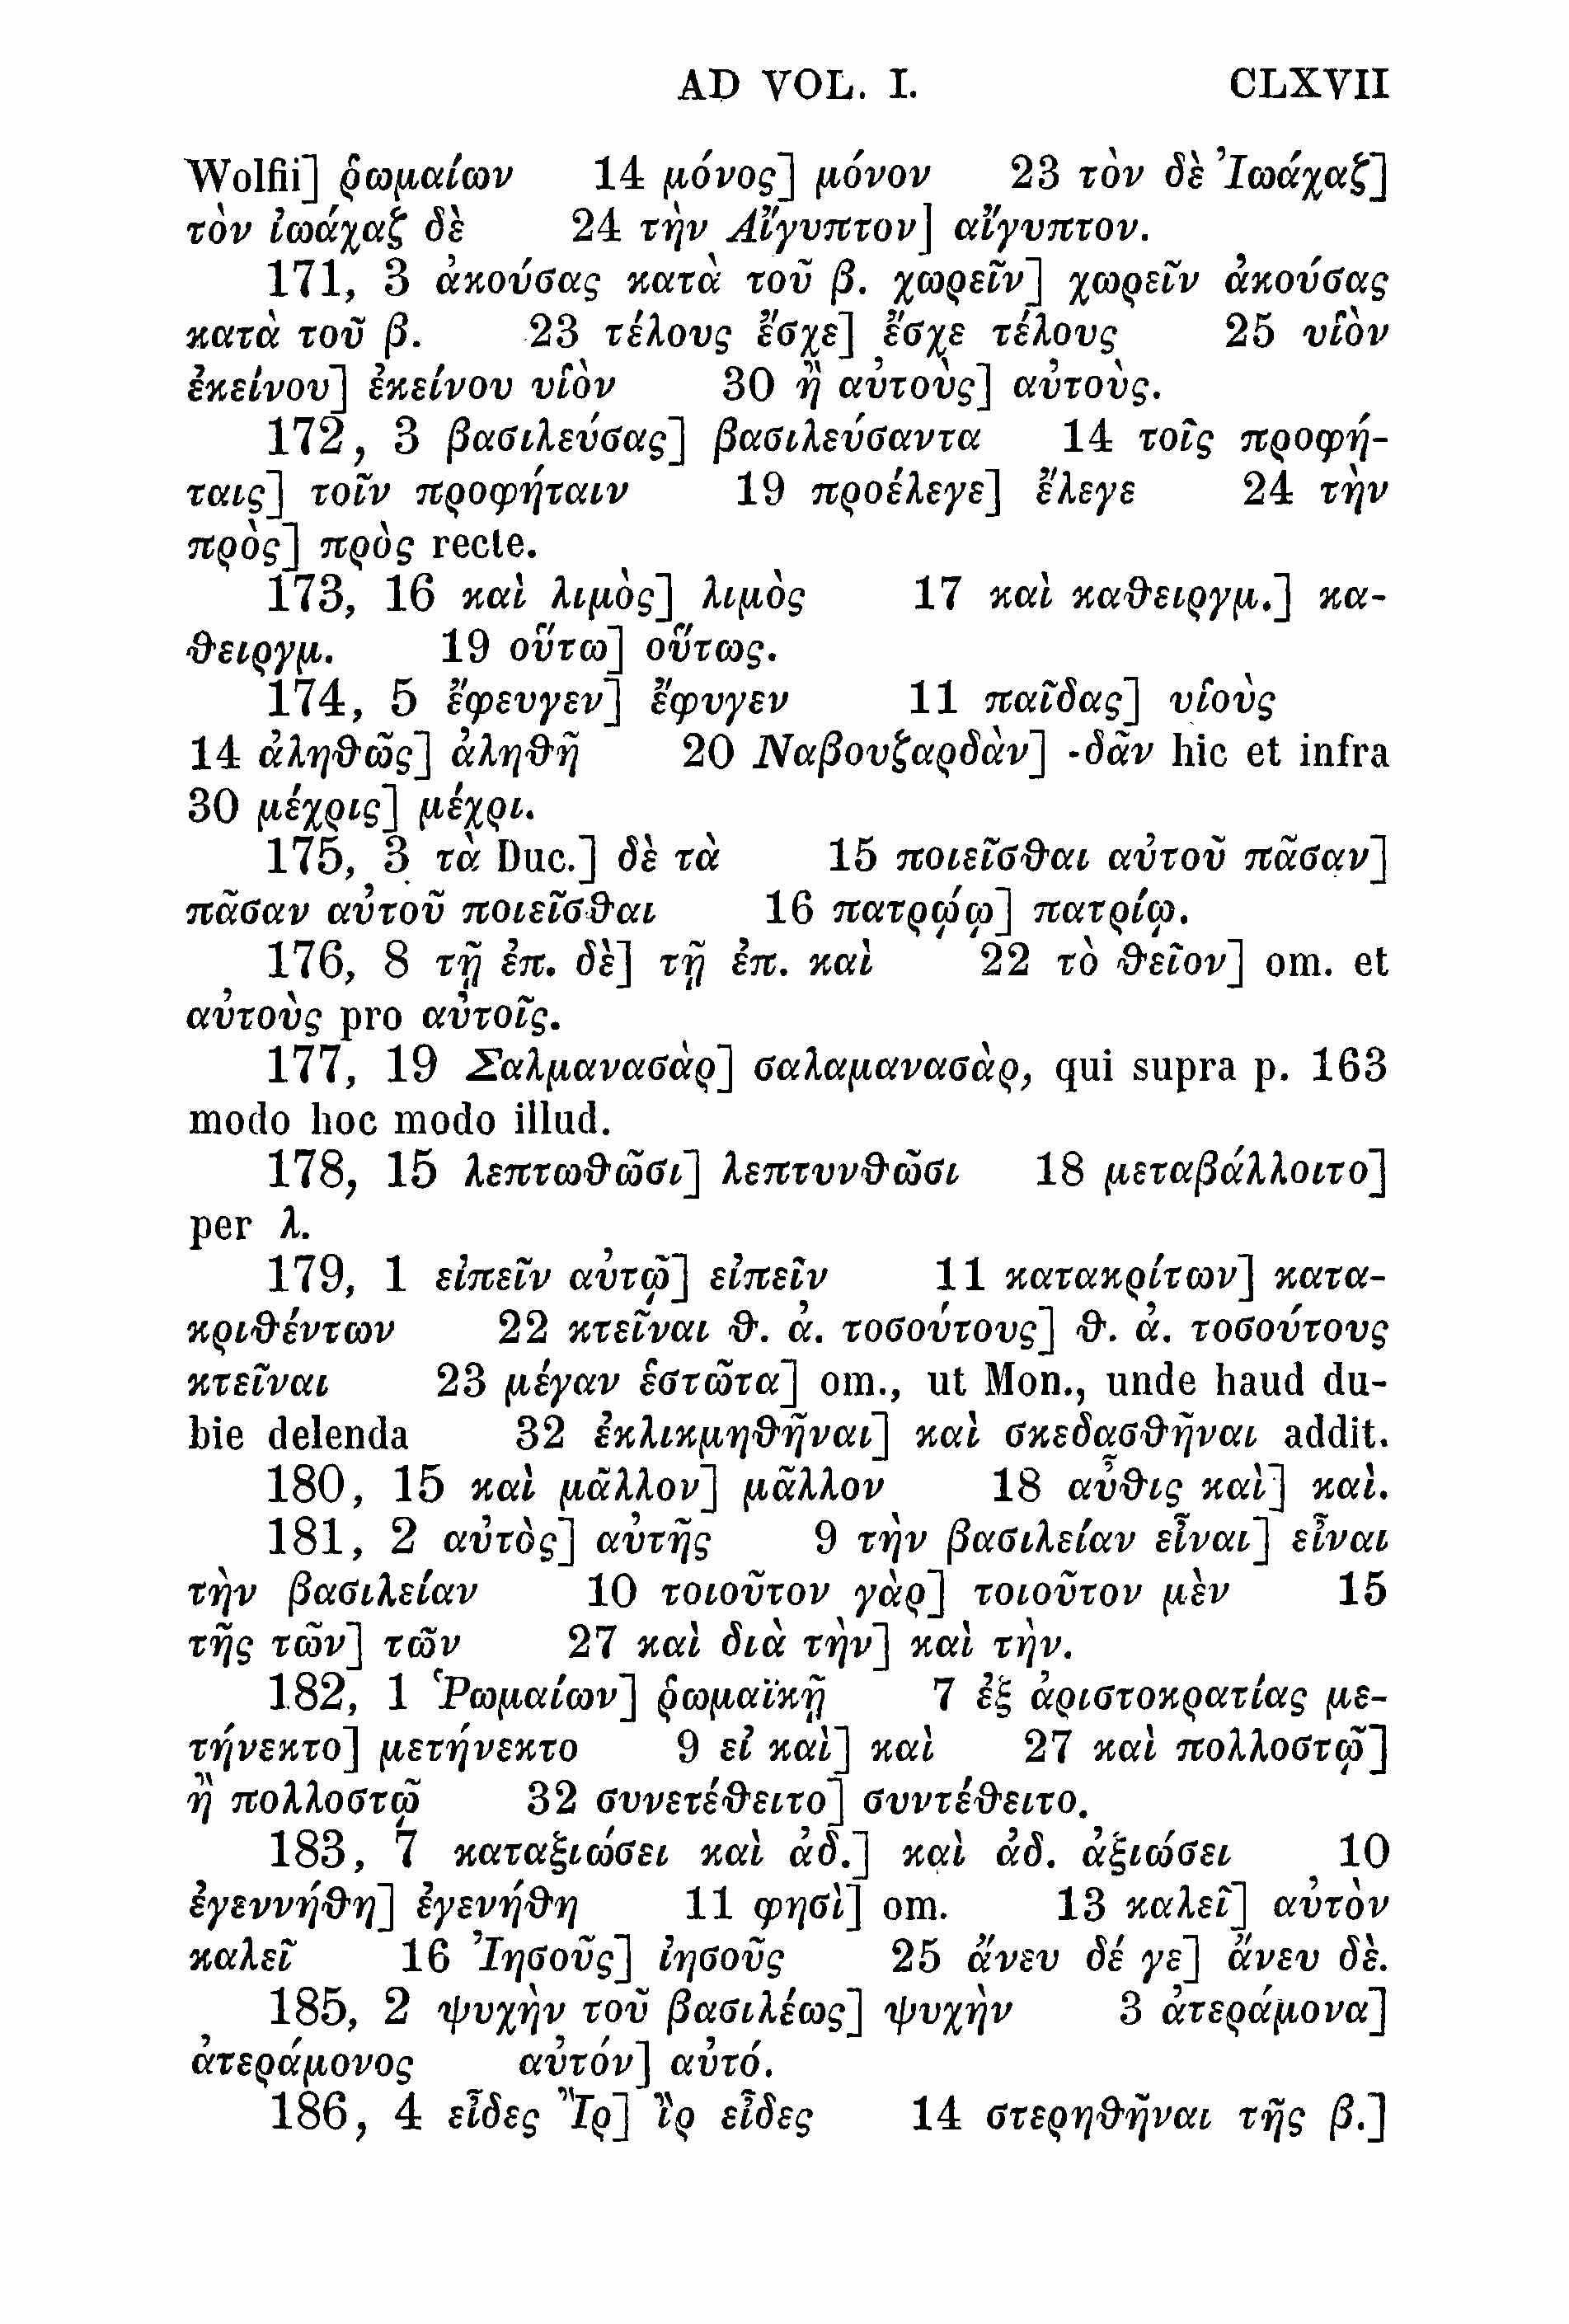 AD VOL. I. CLXVII
Wolfii] ῥωμαίων 14 μόνος] μόνον 23 τὸν δὲ Ἰωάχαζ]
τὸν ἰωάχαζ δὲ 24 τὴν Αἴγυπτον] αἴγυπτον.
171, 3 ἀκούσας κατὰ τοῦ β. χωρεῖν] χωρεῖν ἀκούσας
κατὰ τοῦ β. 23 τέλους ἔσχε] ἔσχε τέλους 25 υἱὸν
ἐκείνου] ἐκείνου υἱὸν 30 ἢ αὐτοὺς] αὐτοὺς.
172, 3 βασιλεύσας] βασιλεύσαντα 14 τοῖς προφή-
ταις] τοῖν προφήταιν 19 προέλεγε] ἔλεγε 24 τὴν
πρὸς] πρὸς recte.
173, 16 καὶ λιμὸς] λιμὸς 17 καὶ καθειργμ.] κα-
θειργμ. 19 οὕτω] οὕτως.
174, 5 ἔφευγεν] ἔφυγεν 11 παῖδας] υἱοὺς
14 ἀληθῶς] ἀληθῆ 20 Ναβουζαρδὰν] -δᾶν hic et infra
30 μέχρις] μέχρι.
175, 3 τὰ Duc.] δὲ τὰ 15 ποιεῖσθαι αὐτοῦ πᾶσαν]
πᾶσαν αὐτοῦ ποιεῖσθαι 16 πατρῴῳ] πατρίῳ.
176, 8 τῇ ἐπ. δὲ] τῇ ἐπ. καὶ 22 τὸ θεῖον] om. et
αὐτοὺς pro αὐτοῖς.
177, 19 Σαλμανασὰρ] σαλαμανασὰρ, qui supra p. 163
modo hoc modo illud.
178, 15 λεπτωθῶσι] λεπτυνθῶσι 18 μεταβάλλοιτο]
per λ.
179, 1 εἰπεῖν αὐτῷ] εἰπεῖν 11 κατακρίτων] κατα-
κριθέντων 22 κτεῖναι θ. ἀ. τοσούτους] θ. ἀ. τοσούτους
κτεῖναι 23 μέγαν ἑστῶτα] om., ut Mon., unde haud du-
bie delenda 32 ἐκλικμηθῆναι] καὶ σκεδασθῆναι addit.
180, 15 καὶ μᾶλλον] μᾶλλον 18 αὖθις καὶ] καὶ.
181, 2 αὐτὸς] αὐτῆς 9 τὴν βασιλείαν εἶναι] εἶναι
τὴν βασιλείαν 10 τοιοῦτον γὰρ] τοιοῦτον μὲν 15
τῆς τῶν] τῶν 27 καὶ διὰ τὴν] καὶ τὴν.
182, 1 Ῥωμαίων] ῥωμαϊκῇ 7 ἐξ ἀριστοκρατίας με-
τήνεκτο] μετήνεκτο 9 εἰ καὶ] καὶ 27 καὶ πολλοστῷ]
ἢ πολλοστῷ 32 συνετέθειτο] συντέθειτο.
183, 7 καταξιώσει καὶ ἀδ.] καὶ ἀδ. ἀξιώσει 10
ἐγεννήθη] ἐγενήθη 11 φησὶ] om. 13 καλεῖ] αὐτὸν
καλεῖ 16 Ἰησοῦς] ἰησοῦς 25 ἄνευ δέ γε] ἄνευ δὲ.
185, 2 ψυχὴν τοῦ βασιλέως] ψυχὴν 3 ἀτεράμονα]
ἀτεράμονος αὐτόν] αὐτό.
186, 4 εἶδες Ἲρ] ἲρ εἶδες 14 στερηθῆναι τῆς β.]